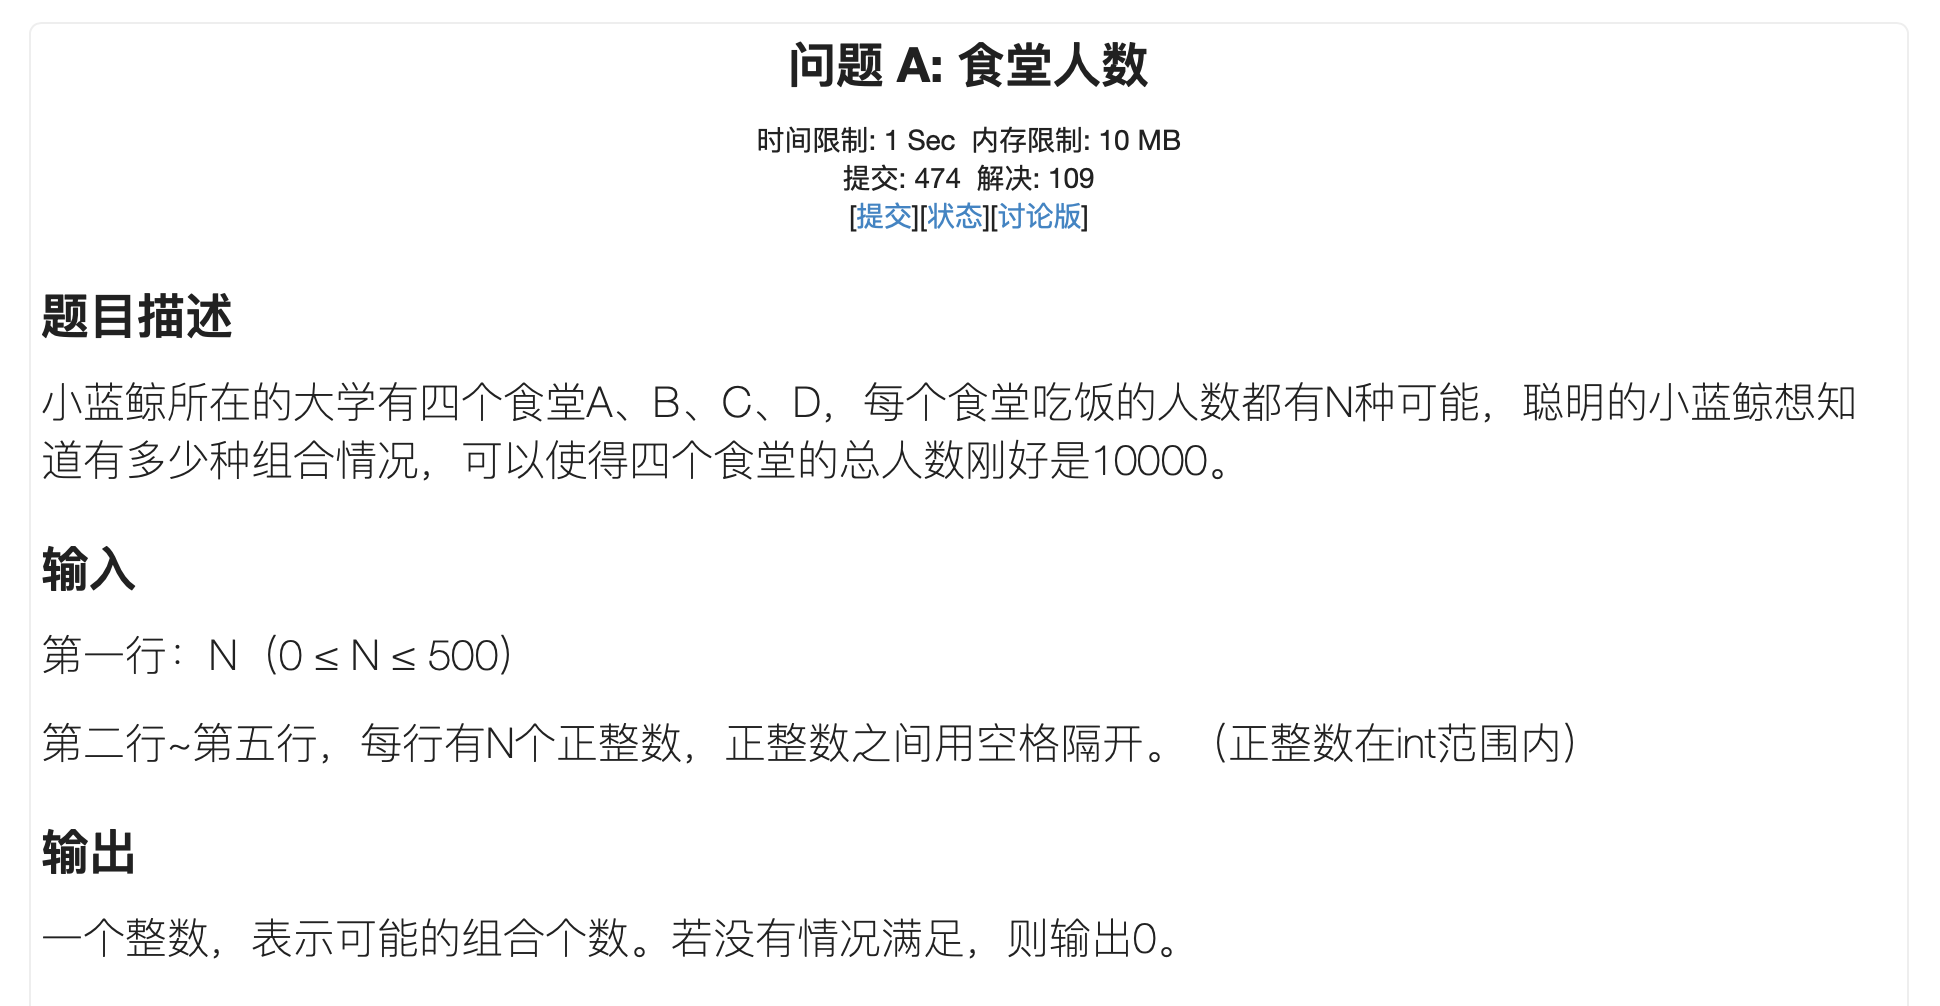 问题 A: 食堂人数
时间限制: 1 Sec  内存限制: 10 MB
提交: 474  解决: 109
[提交][状态][讨论版]
题目描述
小蓝鲸所在的大学有四个食堂A、B、C、D，每个食堂吃饭的人数都有N种可能，聪明的小蓝鲸想知
道有多少种组合情况，可以使得四个食堂的总人数刚好是10000。
输入
第一行：N（0 ≤ N ≤ 500）
第二行~第五行，每行有N个正整数，正整数之间用空格隔开。（正整数在int范围内）
输出
一个整数，表示可能的组合个数。若没有情况满足，则输出0。